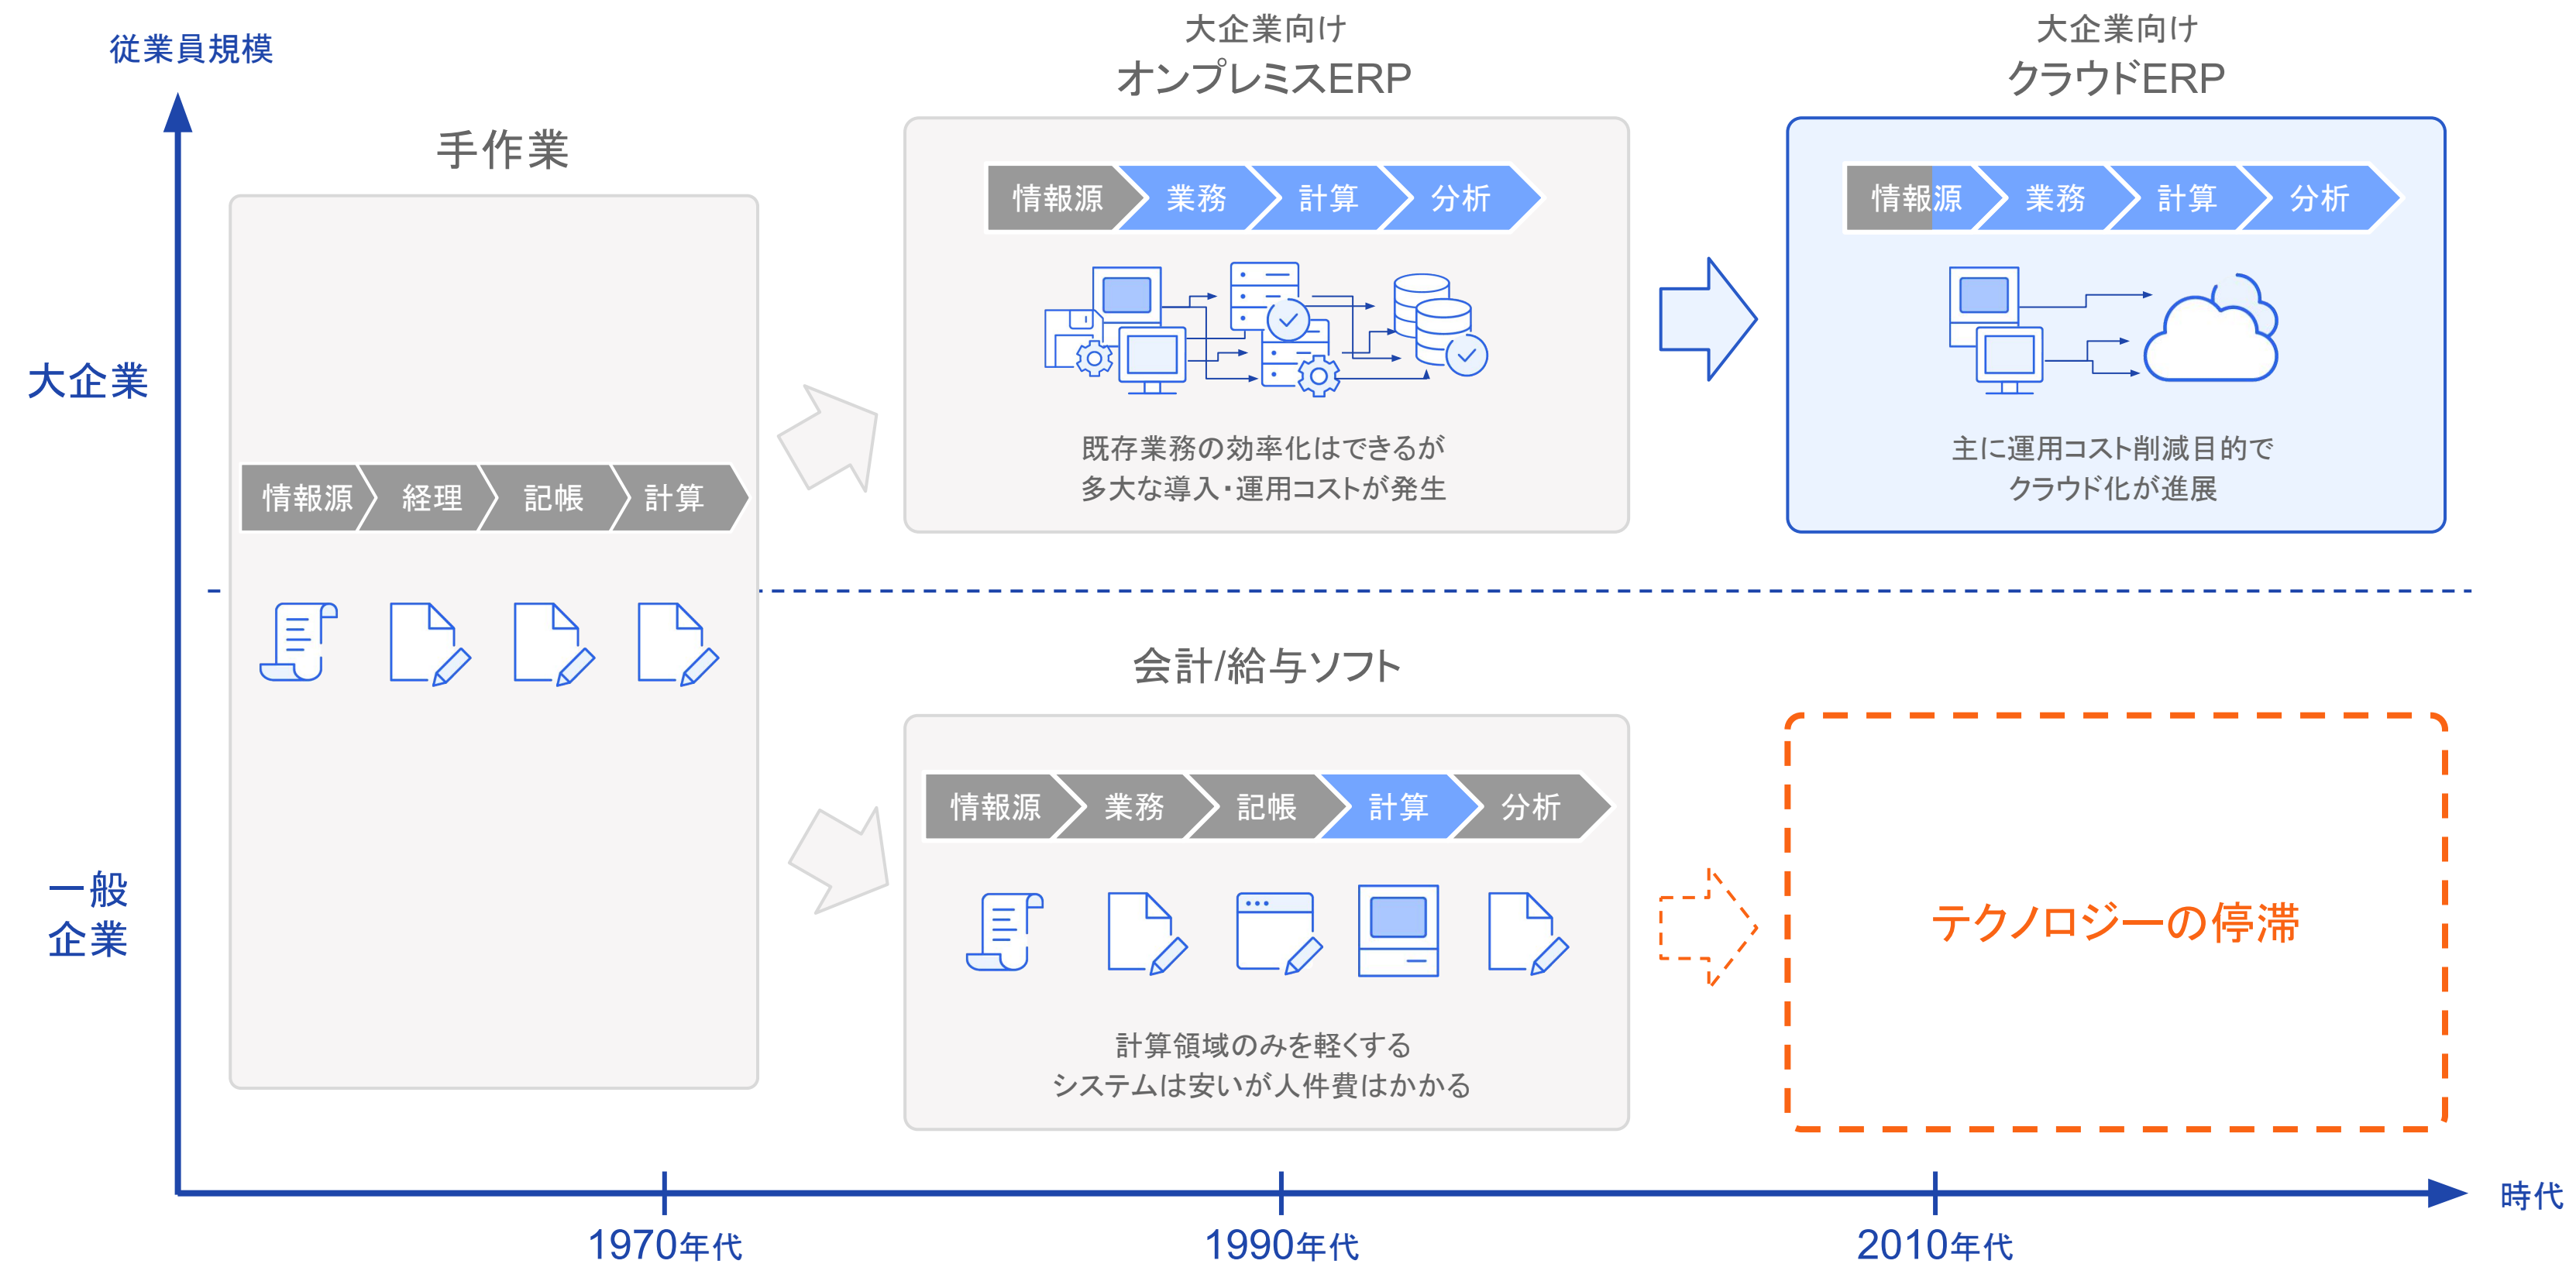 従業員規模
大企業
一般
企業
手作業
情報源
経理
記帳
計算
大企業向け
オンプレミスERP
情報源
業務
計算
分析
既存業務の効率化はできるが
多大な導入・運用コストが発生
大企業向け
クラウドERP
情報源
業務
計算
分析
主に運用コスト削減目的で
クラウド化が進展
会計/給与ソフト
情報源
業務
記帳
計算
分析
計算領域のみを軽くする
システムは安いが人件費はかかる
テクノロジーの停滞
1970年代
1990年代
2010年代
時代